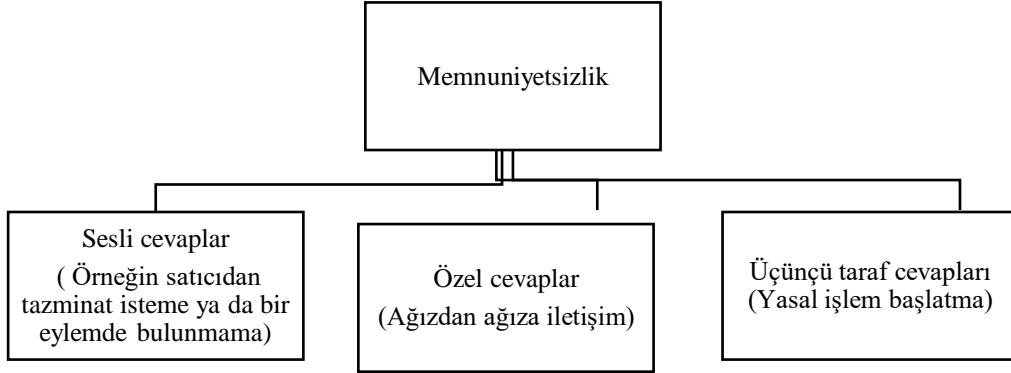 Memnuniyetsizlik
Sesli cevaplar
( Örneğin satıcıdan
tazminat isteme ya da bir
eylemde bulunmama)
Özel cevaplar
(Ağızdan ağıza iletişim)
Üçüncü taraf cevapları
(Yasal işlem başlatma)